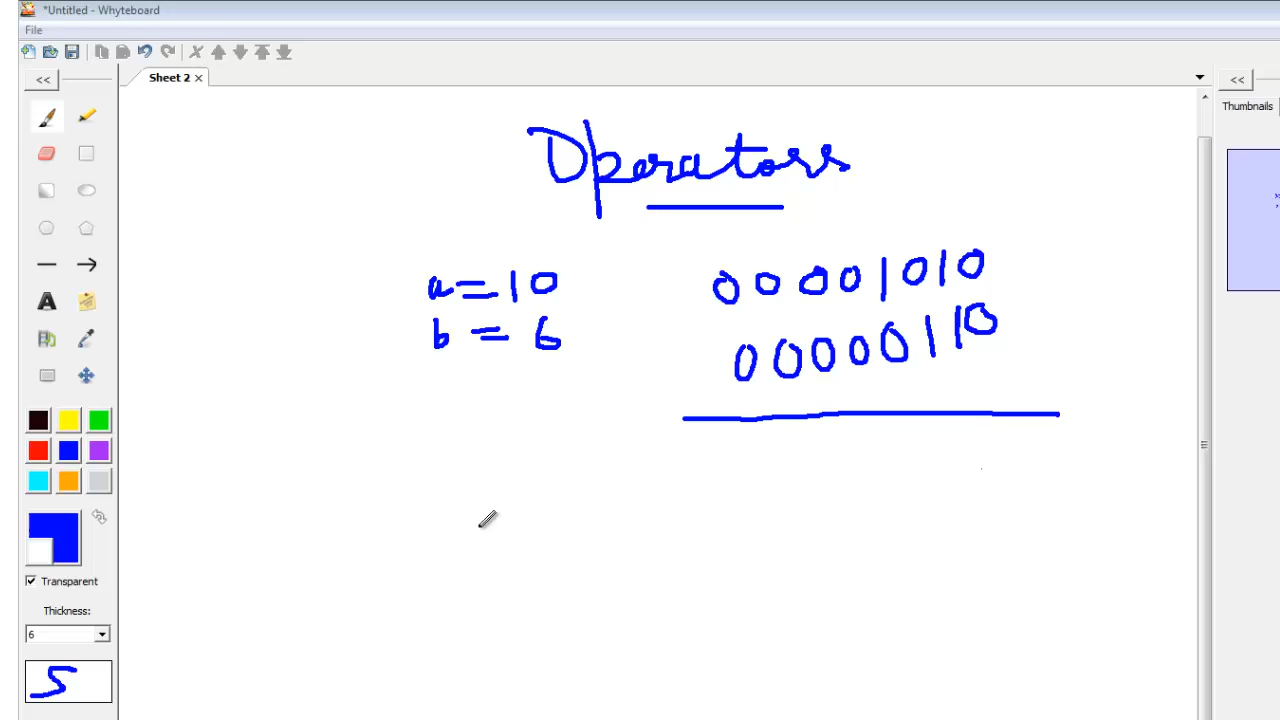 *Untitled - Whyteboard
File
Sheet 2
Thumbnails
Operators
a = 10 00001010
b = 6 00000110
Transparent
Thickness:
6